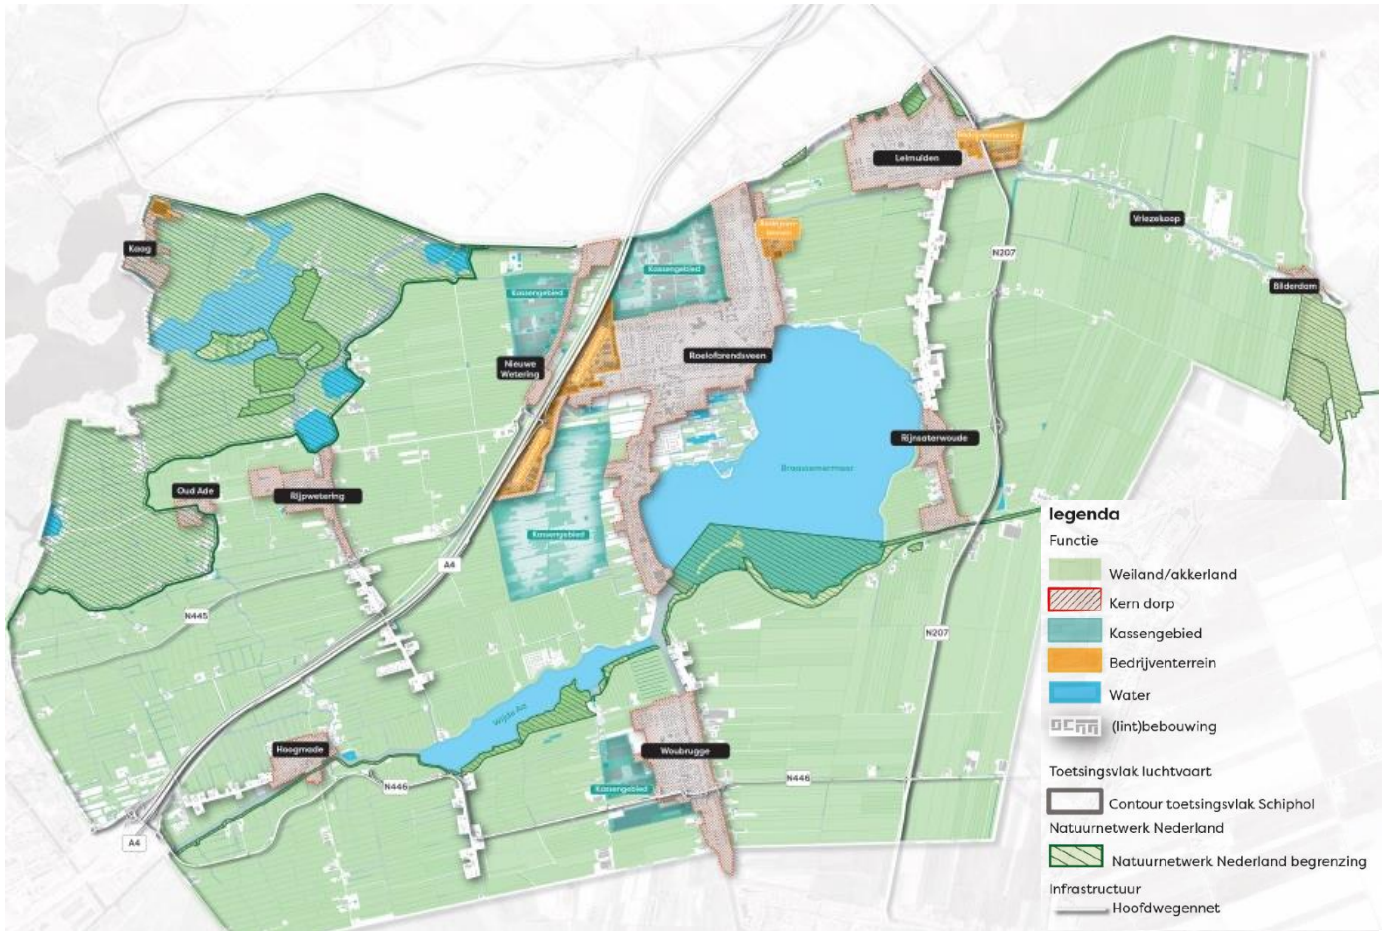 Leimuiden
Bedrijventerrein
Vriezekoop
Kaag
N207
Kassengebied
Bilderdam
Kassengebied
Roelofarendsveen
Nieuwe
Wetering
Rijnsaterwoude
Braassemermeer
Oud Ade
Rijpwetering
Kassengebied
A4
N445
N207
Wijde Aa
Hoogmade
Woubrugge
N446
N446
Kassengebied
A4
legenda
Functie
Weiland/akkerland
Kern dorp
Kassengebied
Bedrijventerrein
Water
(lint)bebouwing
Toetsingsvlak luchtvaart
Contour toetsingsvlak Schiphol
Natuurnetwerk Nederland
Natuurnetwerk Nederland begrenzing
Infrastructuur
Hoofdwegennet